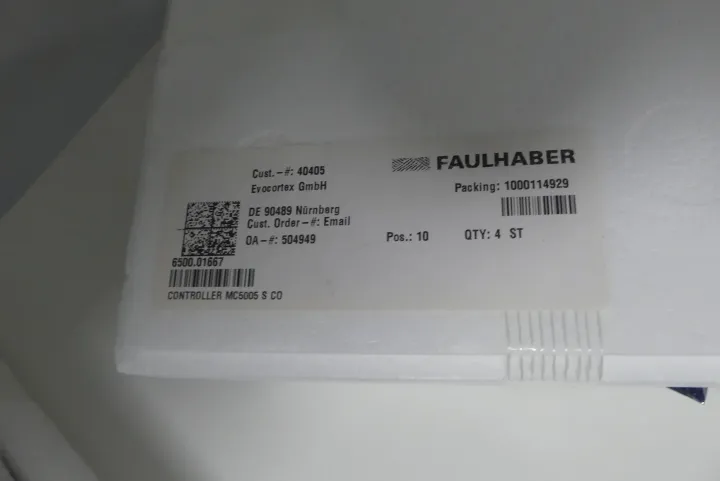 Cust.-#: 40405
Evocortex GmbH
FAULHABER
Packing: 1000114929
DE 90489 Nürnberg
Cust. Order-#: Email
OA-#: 504949
Pos.: 10
QTY: 4 ST
6500.01667
CONTROLLER MC5005 S CO